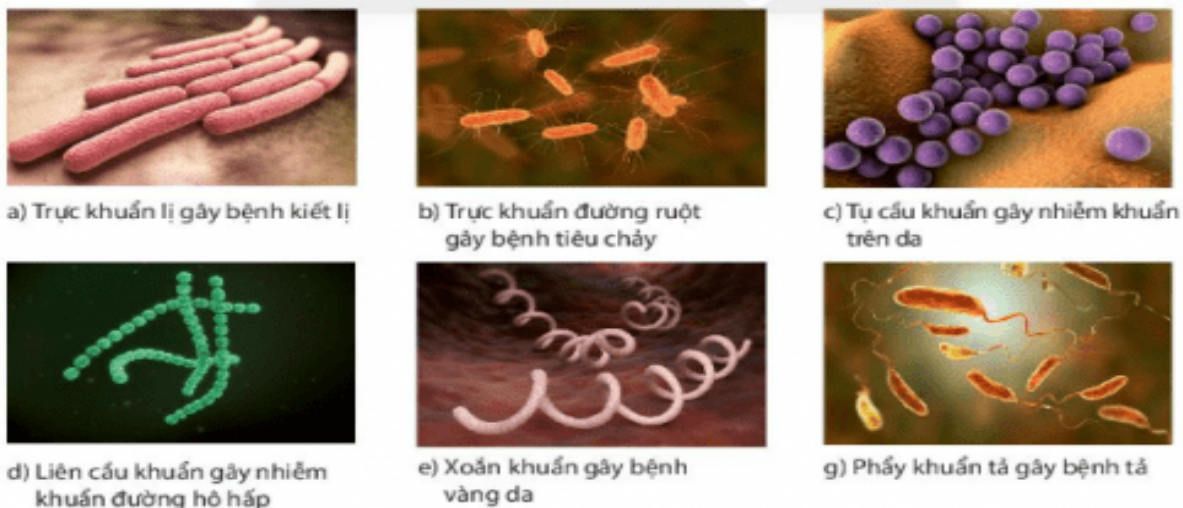 a) Trực khuẩn lị gây bệnh kiết lị
b) Trực khuẩn đường ruột
gây bệnh tiêu chảy
c) Tụ cầu khuẩn gây nhiễm khuẩn
trên da
d) Liên cầu khuẩn gây nhiễm
khuẩn đường hô hấp
e) Xoắn khuẩn gây bệnh
vàng da
g) Phẩy khuẩn tả gây bệnh tả